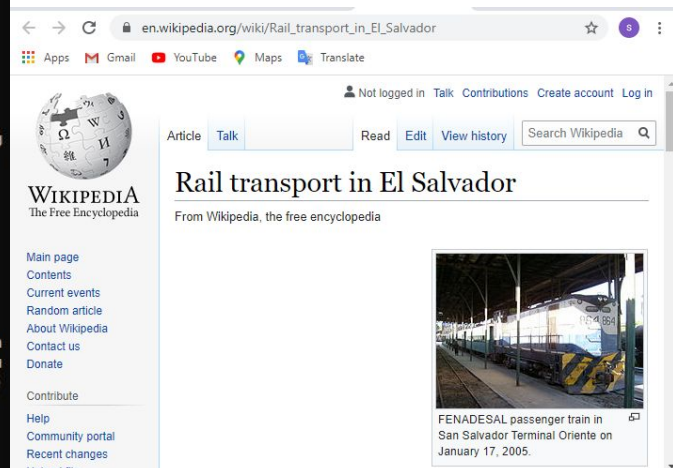 en.wikipedia.org/wiki/Rail_transport_in_El_Salvador
S
Apps Gmail YouTube Maps Translate
Not logged in Talk Contributions Create account Log in
Article Talk Read Edit View history Search Wikipedia
WIKIPEDIA
The Free Encyclopedia
Rail transport in El Salvador
From Wikipedia, the free encyclopedia
Main page
Contents
Current events
Random article
About Wikipedia
Contact us
Donate
Contribute
Help
Community portal
Recent changes
864
FENADESAL passenger train in
San Salvador Terminal Oriente on
January 17, 2005.